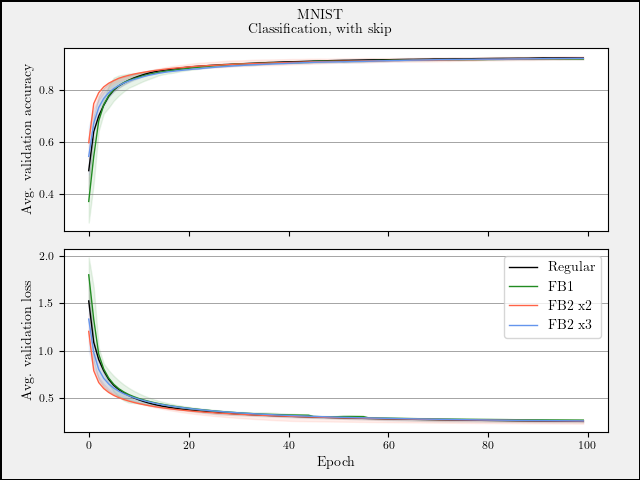 MNIST
Classification, with skip
Avg. validation accuracy
0.8
0.6
0.4
Avg. validation loss
2.0
1.5
1.0
0.5
Regular
FB1
FB2 x2
FB2 x3
0 20 40 60 80 100
Epoch